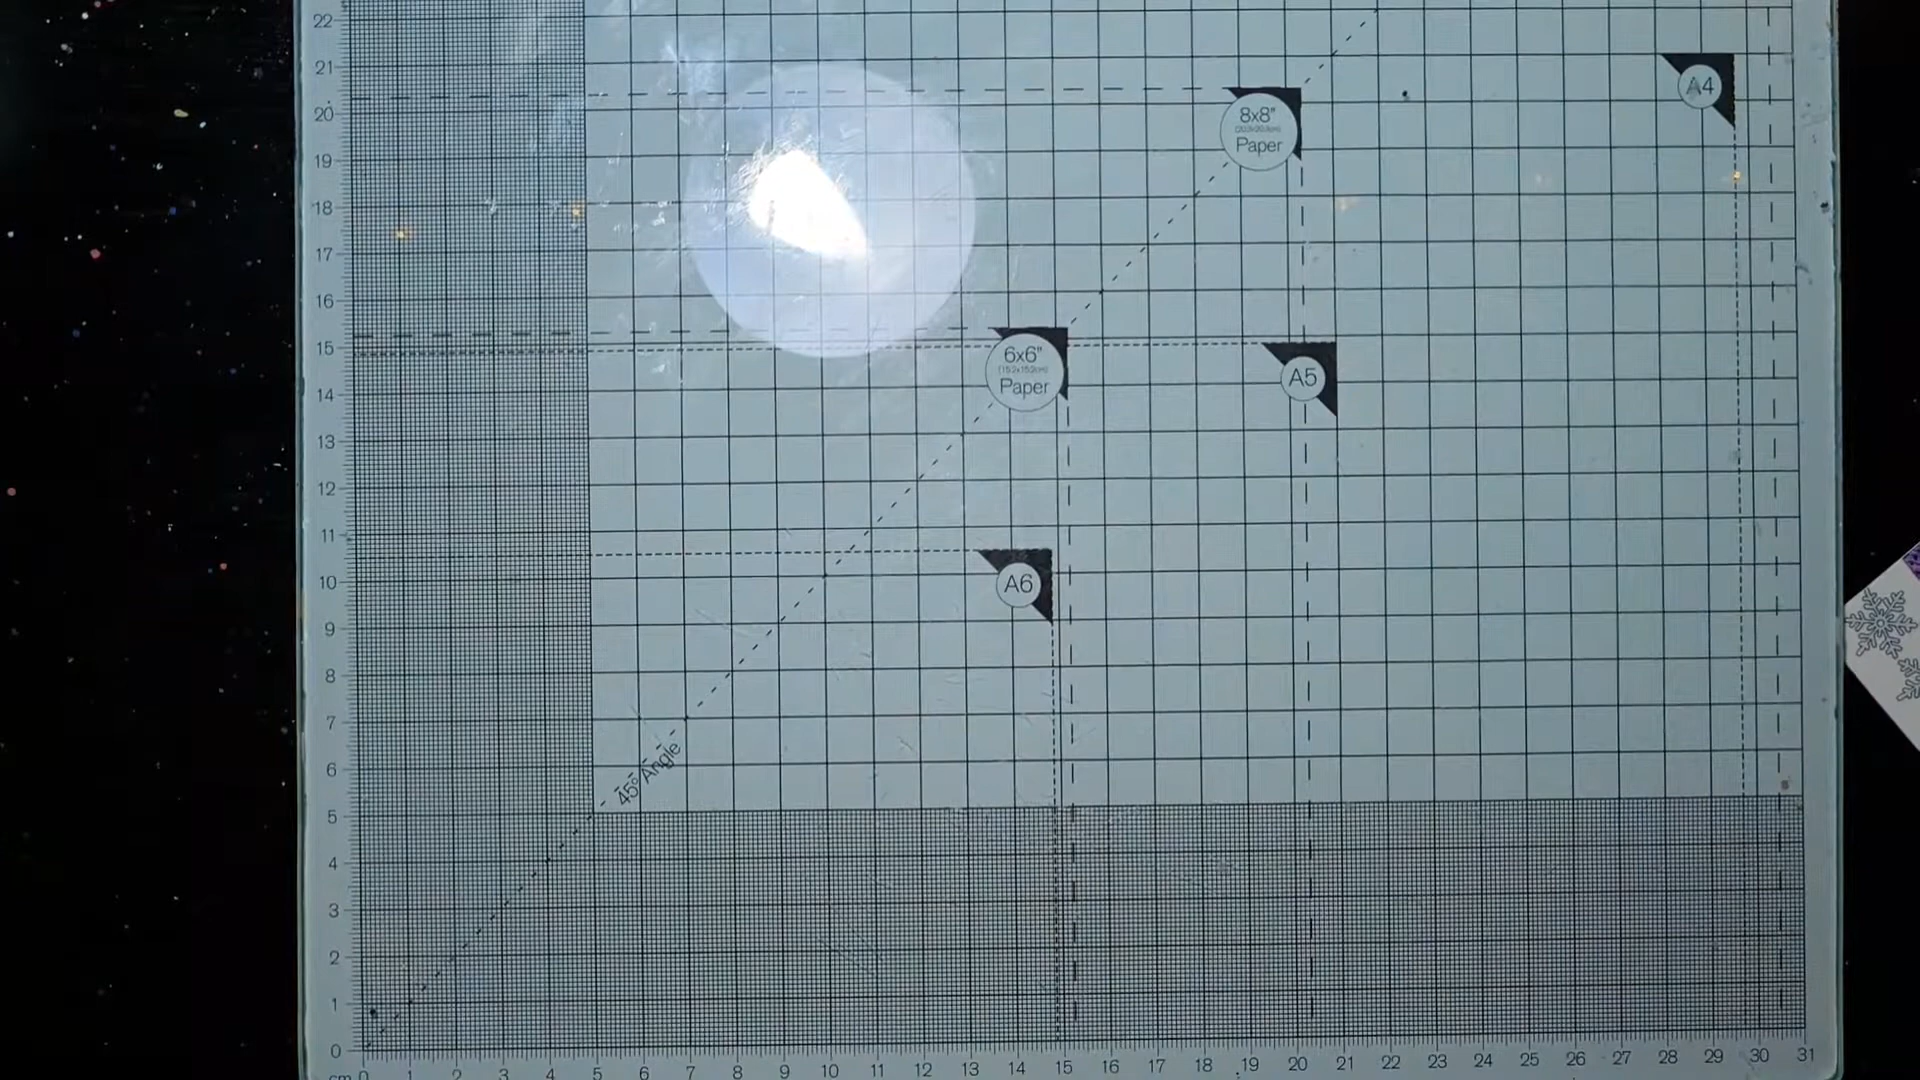 22
21
A4
20
8x8"
Paper
19
18
17
16
15
6x6"
(15.2x15.2cm)
Paper
A5
14
13
12
11
10
A6
9
8
7
6
45° Angle
5
4
3
2
1
0
cm 0 1 2 3 4 5 6 7 8 9 10 11 12 13 14 15 16 17 18 19 20 21 22 23 24 25 26 27 28 29 30 31